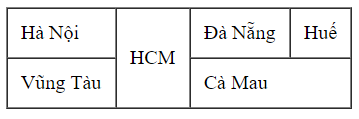 Hà Nội
HCM
Đà Nẵng
Huế
Vũng Tàu
Cà Mau